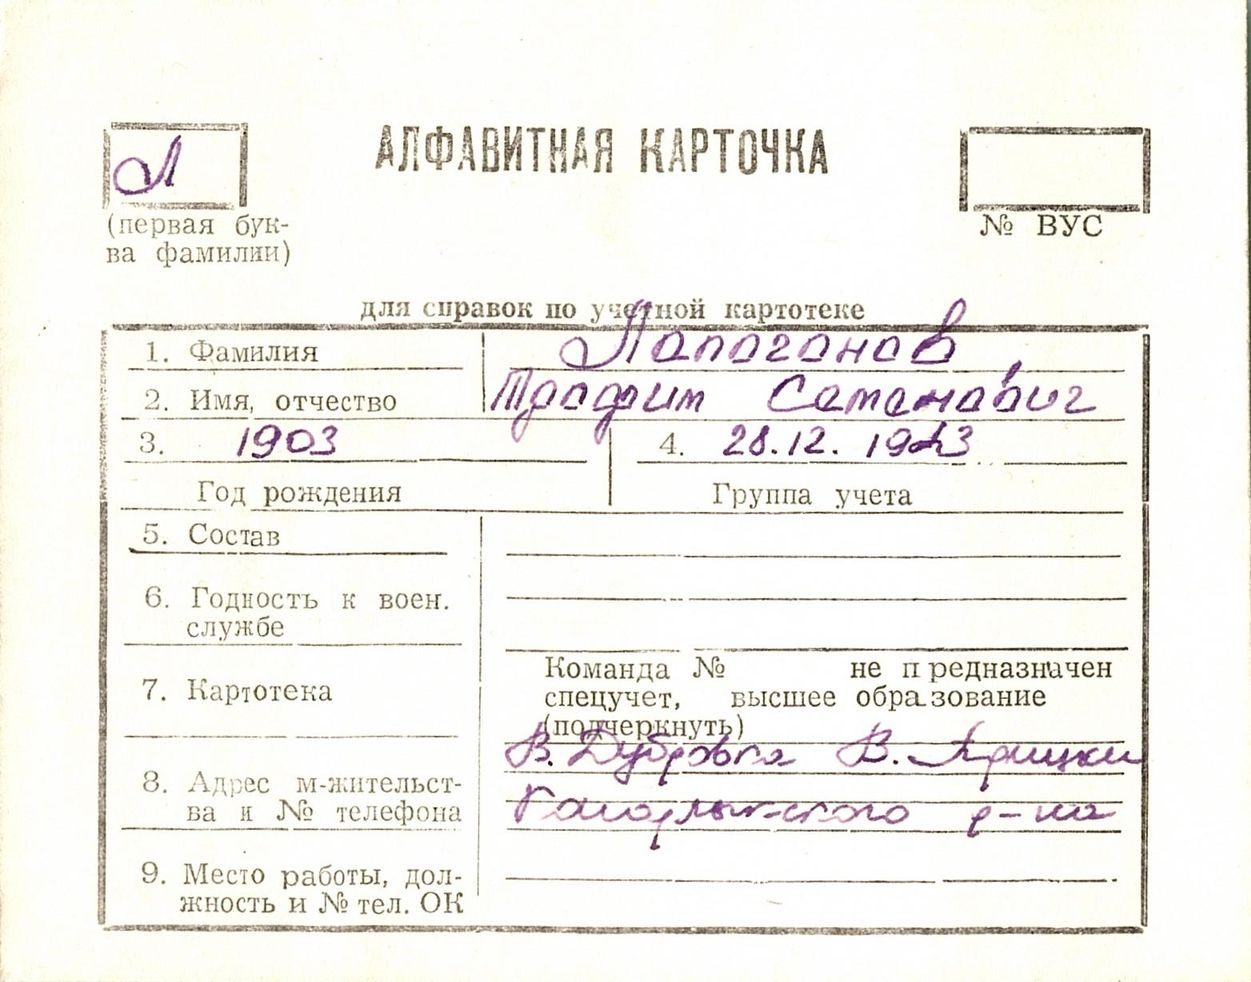 Л
АЛФАВИТНАЯ КАРТОЧКА
(первая бук-
ва фамилии)
№ ВУС
для справок по учетной картотеке
1. Фамилия Лапоганов,
2. Имя, отчество Трофим Семенович
3. 1903 4. 28.12. 1943
Год рождения Группа учета
5. Состав
6. Годность к воен.
службе
7. Картотека
Команда № не предназначен
спецучет, высшее образование
(подчеркнуть)
8. Адрес м-жительст-
ва и № телефона
В. Дубровка В.
р-на
9. Место работы, дол-
жность и № тел. ОК